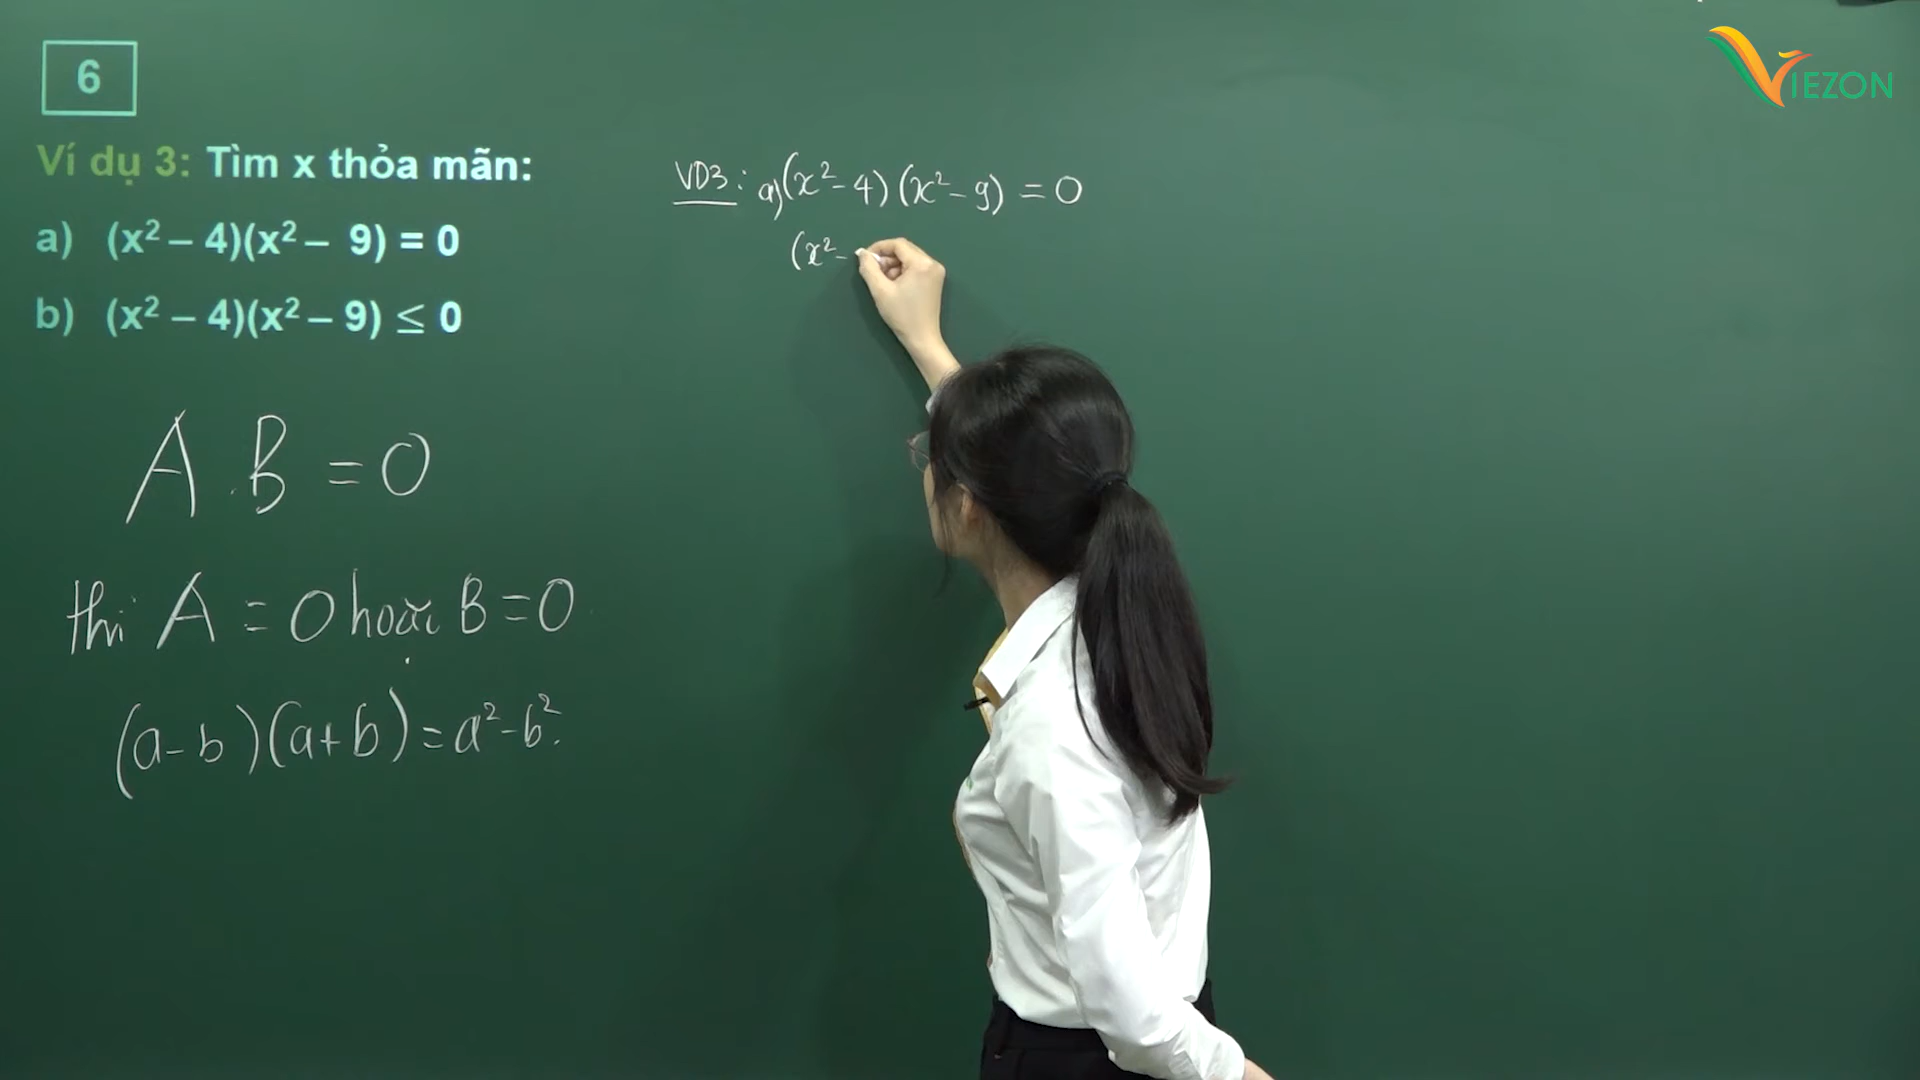 6
VIEZON
Ví dụ 3: Tìm x thỏa mãn:
a) (x² – 4)(x² – 9) = 0
b) (x² – 4)(x² – 9) ≤ 0
A.B = 0
thì A = 0 hoặc B = 0
(a-b)(a+b) = a²-b².
VD3: a) (x²-4)(x²-9) = 0
(x²-